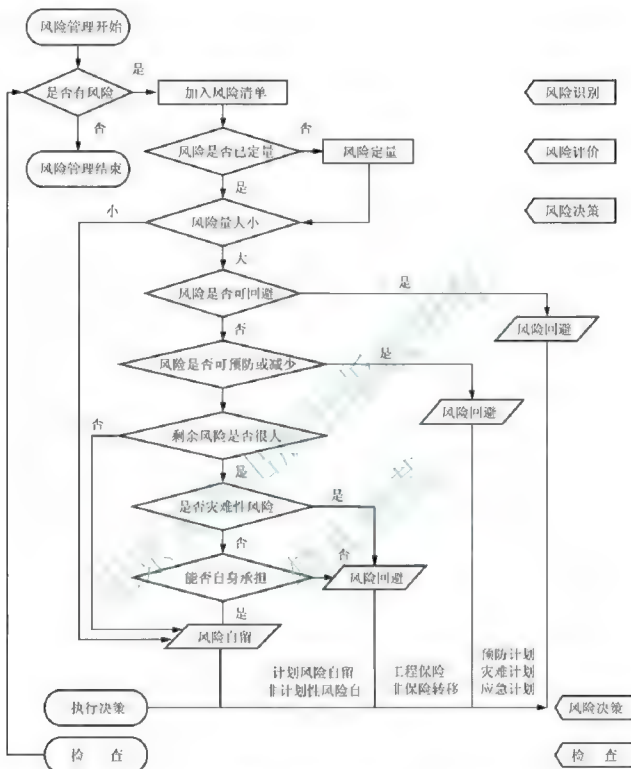 风险管理开始
是否有风险
是
加入风险清单
风险识别
否
风险管理结束
风险是否已定量
否
风险定量
风险评价
是
小
风险量大小
风险决策
大
风险是否可回避
是
风险回避
否
风险是否可预防或减少
是
风险回避
否
剩余风险是否很大
是
是否灾难性风险
是
否
能否自身承担
否
风险回避
是
风险自留
计划风险自留
非计划性风险自
工程保险
非保险转移
预防计划
灾难计划
应急计划
执行决策
风险决策
检 查
检 查